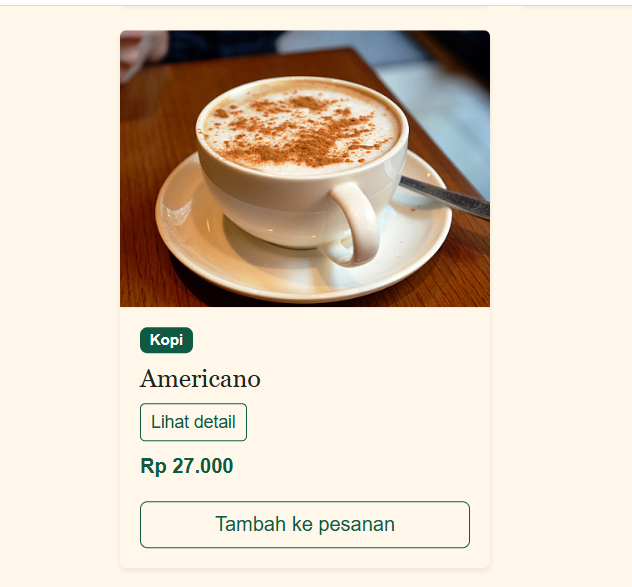 Kopi
Americano
Lihat detail
Rp 27.000
Tambah ke pesanan